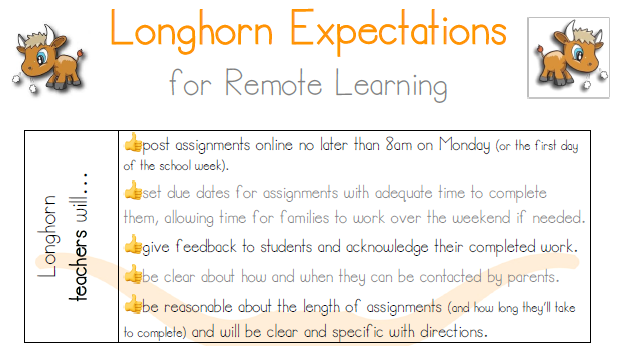 Longhorn Expectations
for Remote Learning
Longhorn
teachers will...
👍post assignments online no later than 8am on Monday (or the first day
of the school week).
👍set due dates for assignments with adequate time to complete
them, allowing time for families to work over the weekend if needed.
👍give feedback to students and acknowledge their completed work.
👍be clear about how and when they can be contacted by parents.
👍be reasonable about the length of assignments (and how long they'll take
to complete) and will be clear and specific with directions.